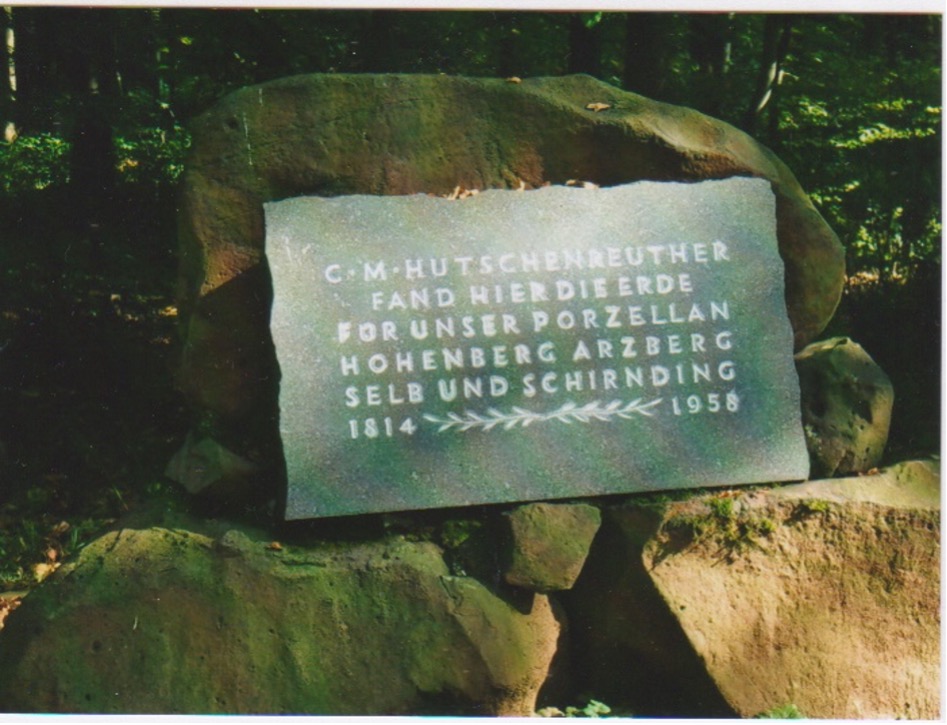 C·M·HUTSCHENREUTHER
FAND HIER DIE ERDE
FÜR UNSER PORZELLAN
HOHENBERG ARZBERG
SELB UND SCHIRNDING
1814 1958